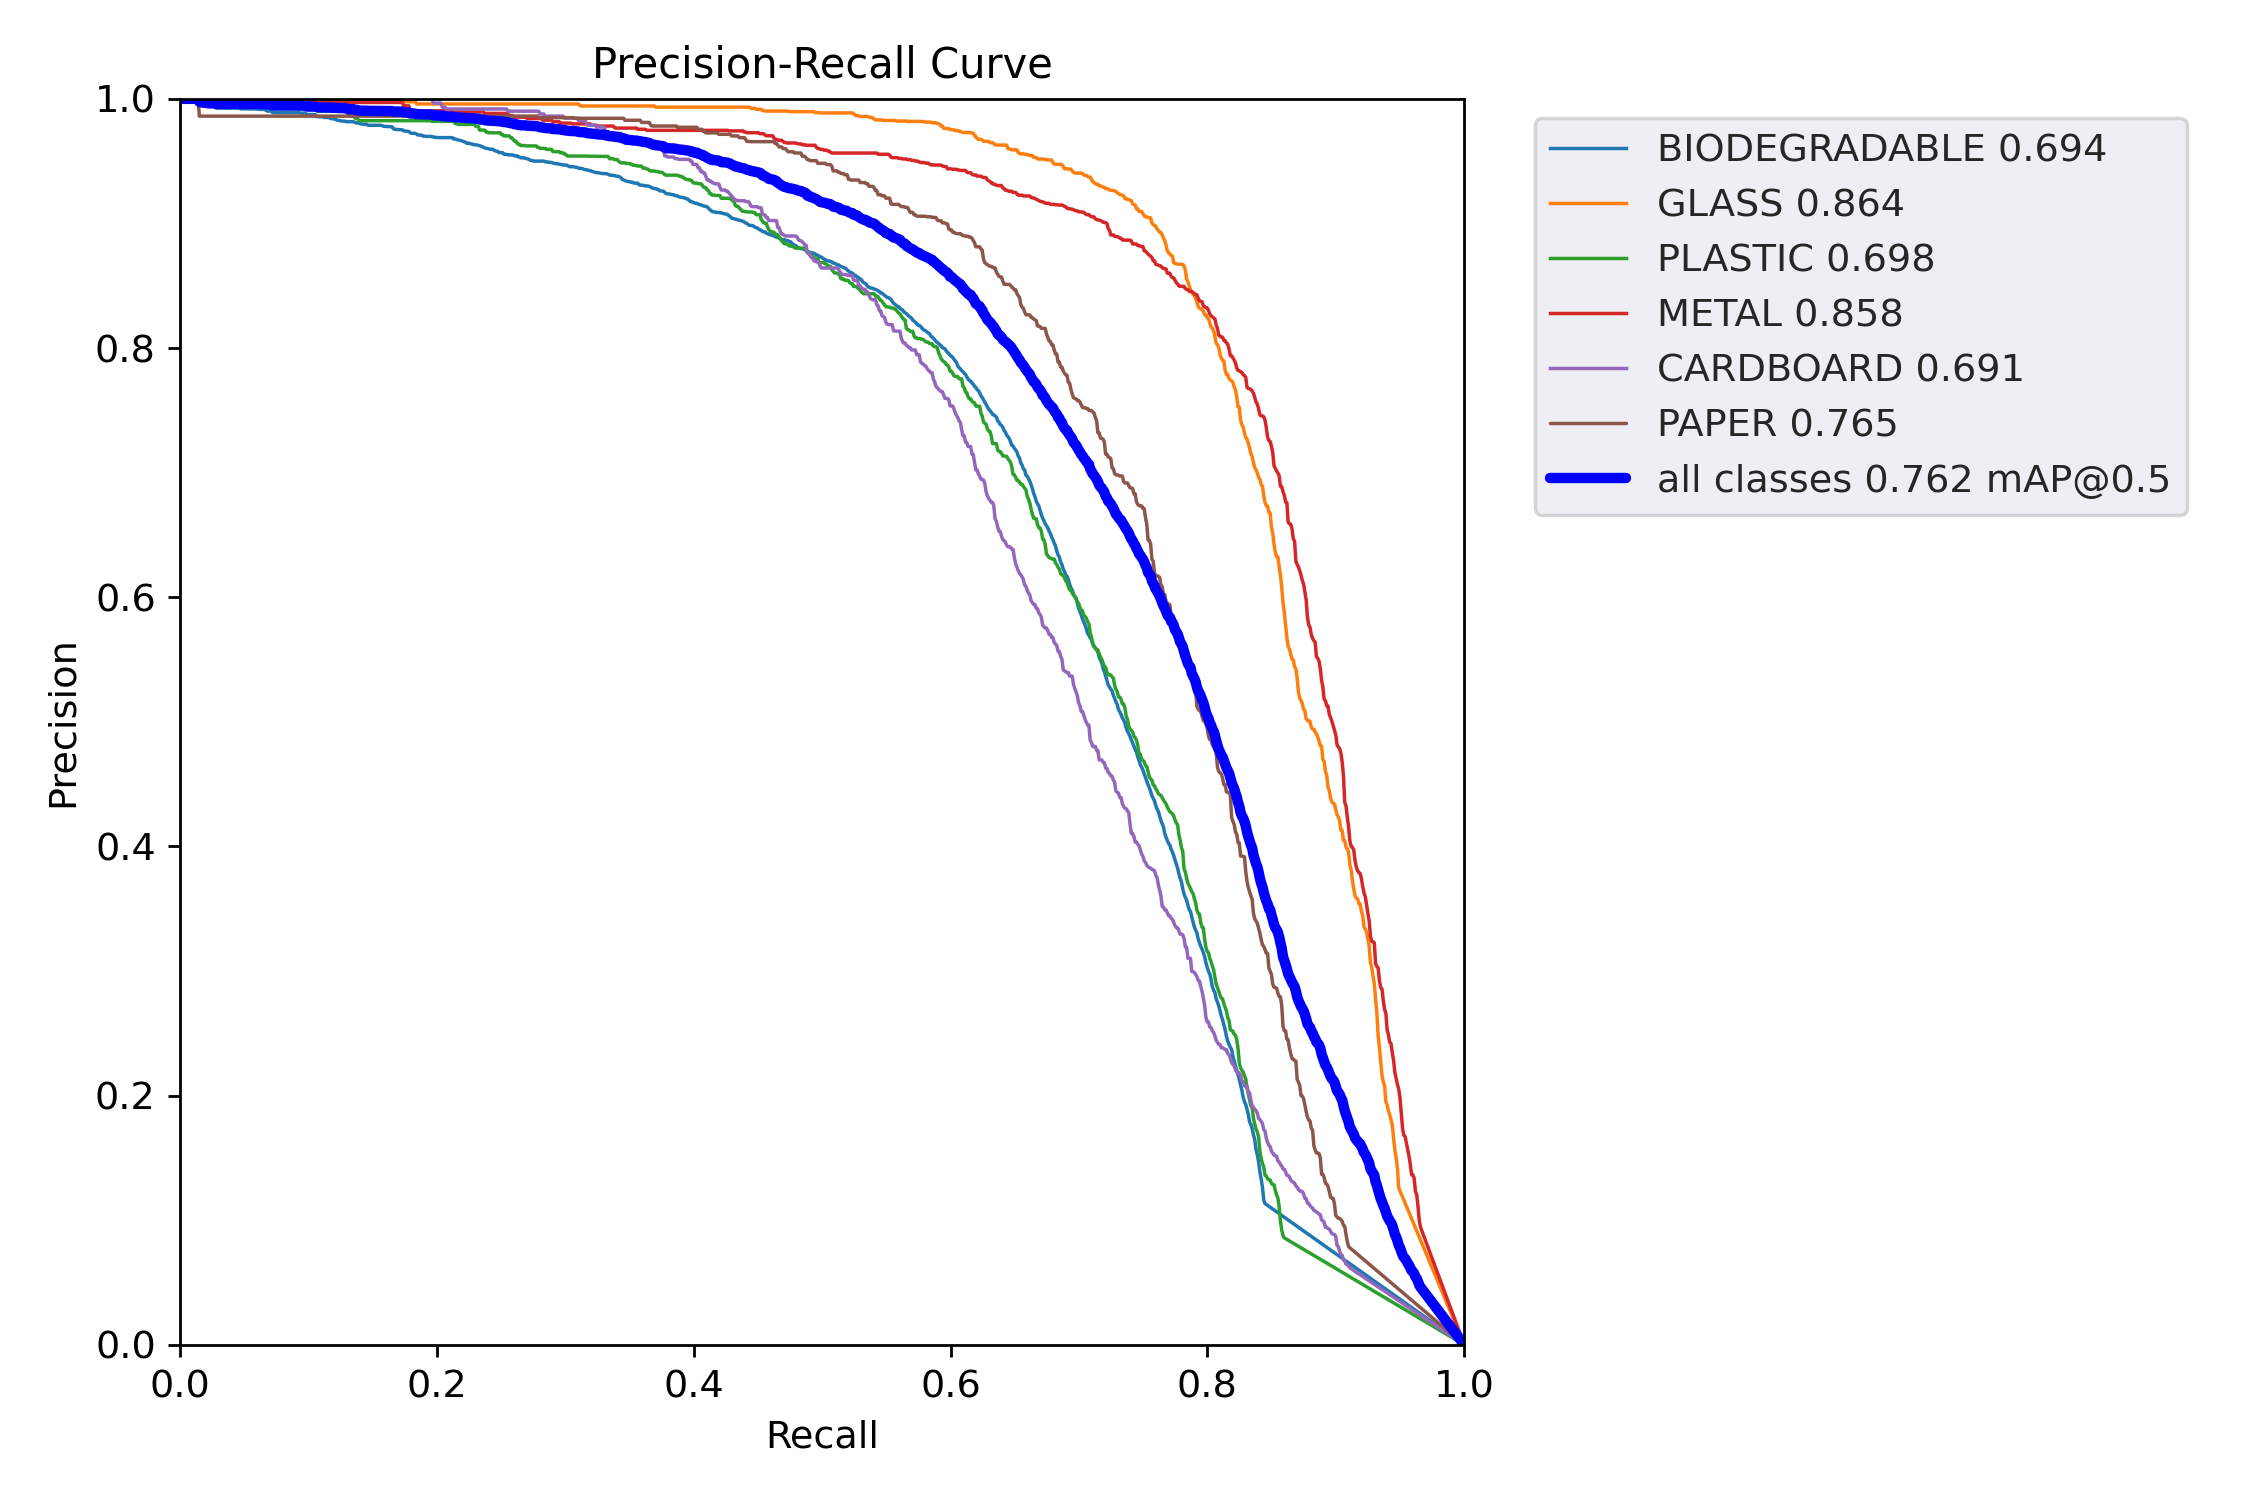 Precision-Recall Curve
1.0
0.8
0.6
0.4
0.2
0.0
Precision
0.0 0.2 0.4 0.6 0.8 1.0
Recall
BIODEGRADABLE 0.694
GLASS 0.864
PLASTIC 0.698
METAL 0.858
CARDBOARD 0.691
PAPER 0.765
all classes 0.762 mAP@0.5